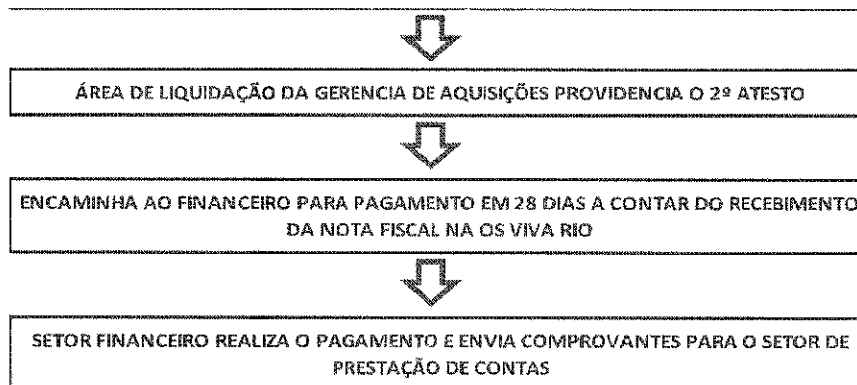 ÁREA DE LIQUIDAÇÃO DA GERENCIA DE AQUISIÇÕES PROVIDENCIA O 2º ATESTO
ENCAMINHA AO FINANCEIRO PARA PAGAMENTO EM 28 DIAS A CONTAR DO RECEBIMENTO
DA NOTA FISCAL NA OS VIVA RIO
SETOR FINANCEIRO REALIZA O PAGAMENTO E ENVIA COMPROVANTES PARA O SETOR DE
PRESTAÇÃO DE CONTAS